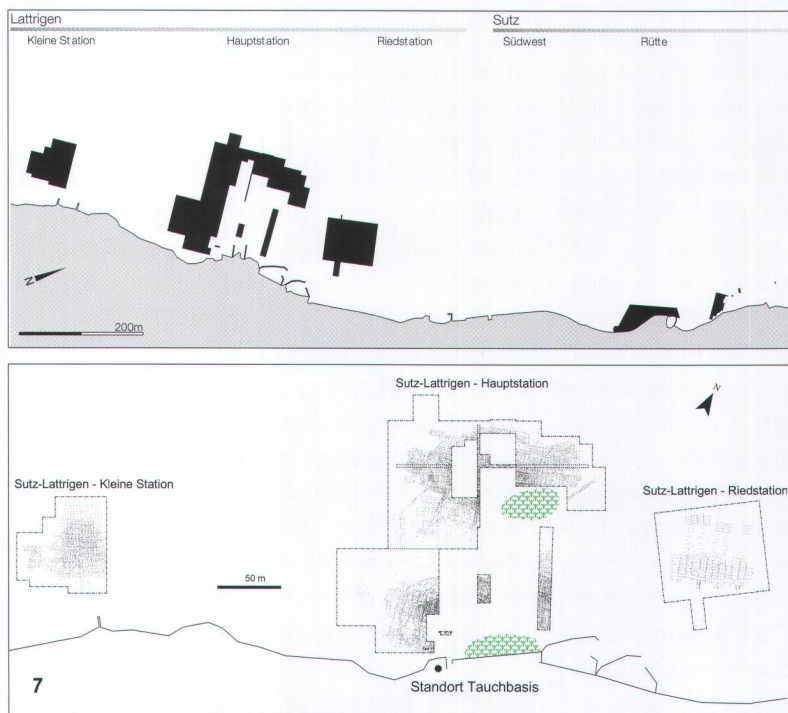 Lattrigen Sutz
Kleine Station Hauptstation Riedstation Südwest Rütte
N
200m
Sutz-Lattrigen - Hauptstation
N
Sutz-Lattrigen - Kleine Station
Sutz-Lattrigen - Riedstation
50 m
7
Standort Tauchbasis